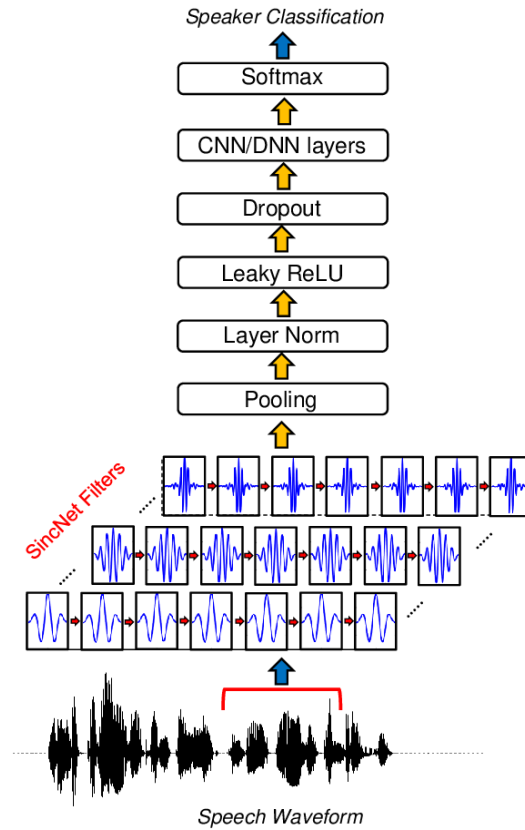 Speaker Classification
Softmax
CNN/DNN layers
Dropout
Leaky ReLU
Layer Norm
Pooling
SincNet Filters
Speech Waveform